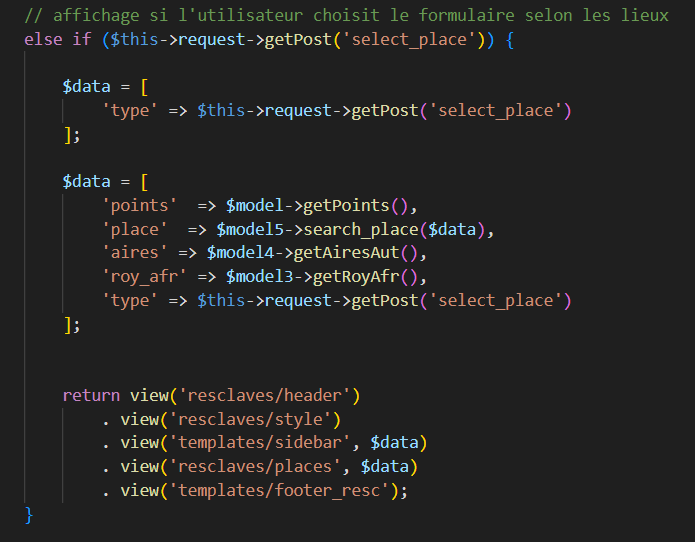 // affichage si l'utilisateur choisit le formulaire selon les lieux
else if ($this->request->getPost('select_place')) {
$data = [
'type' => $this->request->getPost('select_place')
];
$data = [
'points'  => $model->getPoints(),
'place'  => $model5->search_place($data),
'aires' => $model4->getAiresAut(),
'roy_afr' => $model3->getRoyAfr(),
'type' => $this->request->getPost('select_place')
];
return view('resclaves/header')
. view('resclaves/style')
. view('templates/sidebar', $data)
. view('resclaves/places', $data)
. view('templates/footer_resc');
}